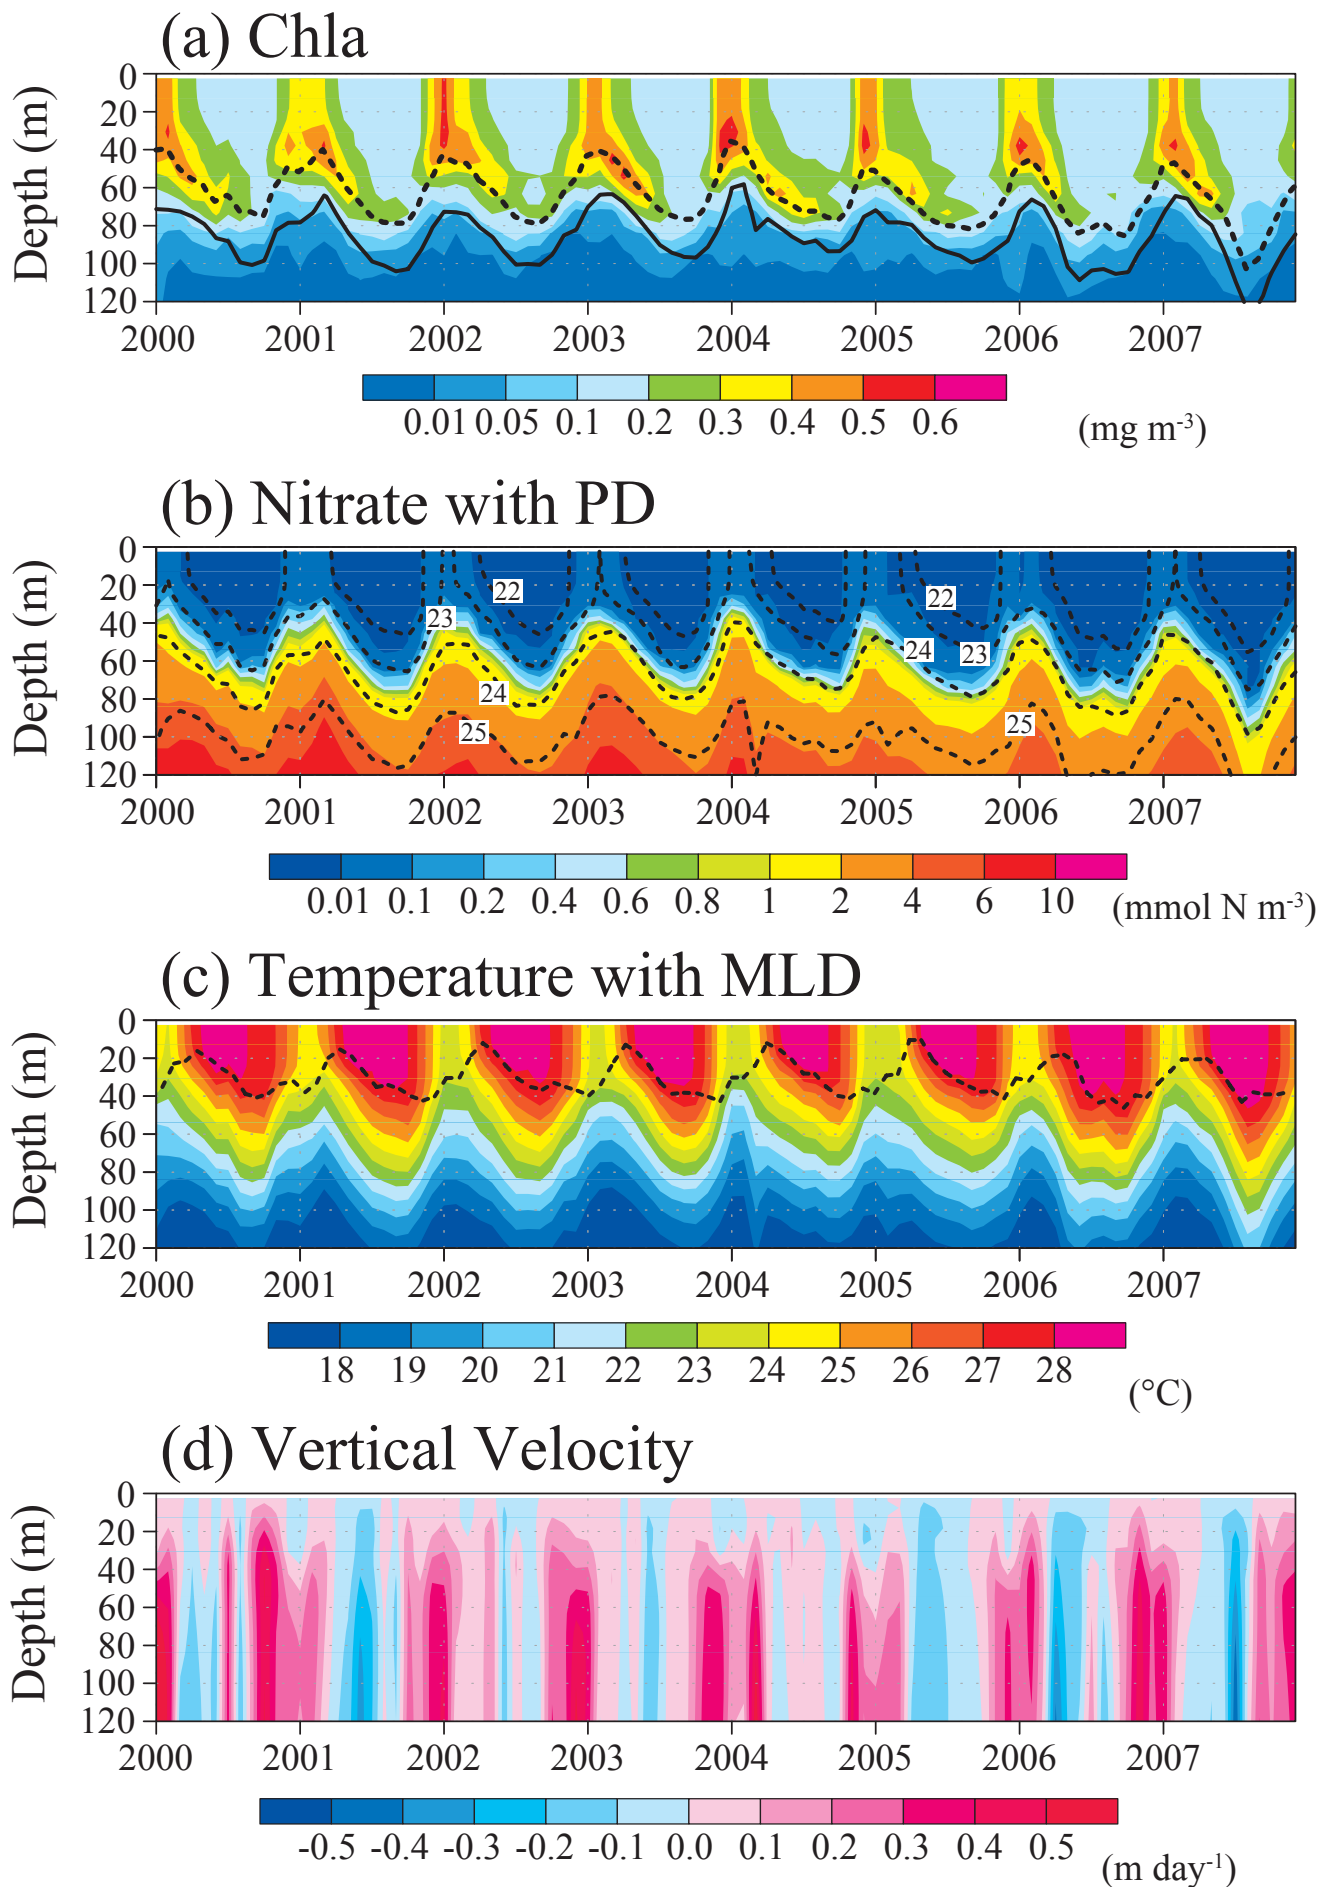 (a) Chla
Depth (m)
0
20
40
60
80
100
120
2000 2001 2002 2003 2004 2005 2006 2007
0.01 0.05 0.1 0.2 0.3 0.4 0.5 0.6
(mg m-3)
(b) Nitrate with PD
Depth (m)
0
20
40
60
80
100
120
22
22
23
24
23
24
25
25
2000 2001 2002 2003 2004 2005 2006 2007
0.01 0.1 0.2 0.4 0.6 0.8 1 2 4 6 10
(mmol N m-3)
(c) Temperature with MLD
Depth (m)
0
20
40
60
80
100
120
2000 2001 2002 2003 2004 2005 2006 2007
18 19 20 21 22 23 24 25 26 27 28
(°C)
(d) Vertical Velocity
Depth (m)
0
20
40
60
80
100
120
2000 2001 2002 2003 2004 2005 2006 2007
-0.5 -0.4 -0.3 -0.2 -0.1 0.0 0.1 0.2 0.3 0.4 0.5
(m day-1)